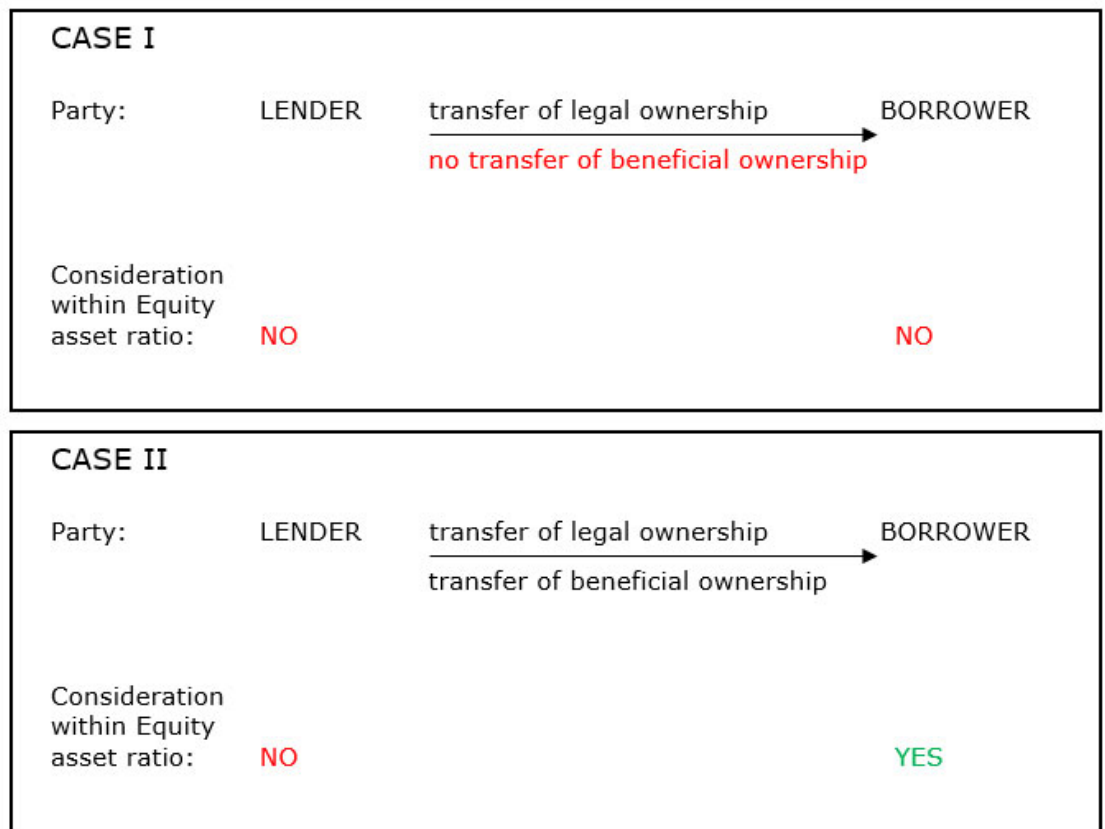 CASE I
Party: LENDER transfer of legal ownership BORROWER
no transfer of beneficial ownership
Consideration
within Equity
asset ratio: NO NO
CASE II
Party: LENDER transfer of legal ownership BORROWER
transfer of beneficial ownership
Consideration
within Equity
asset ratio: NO YES